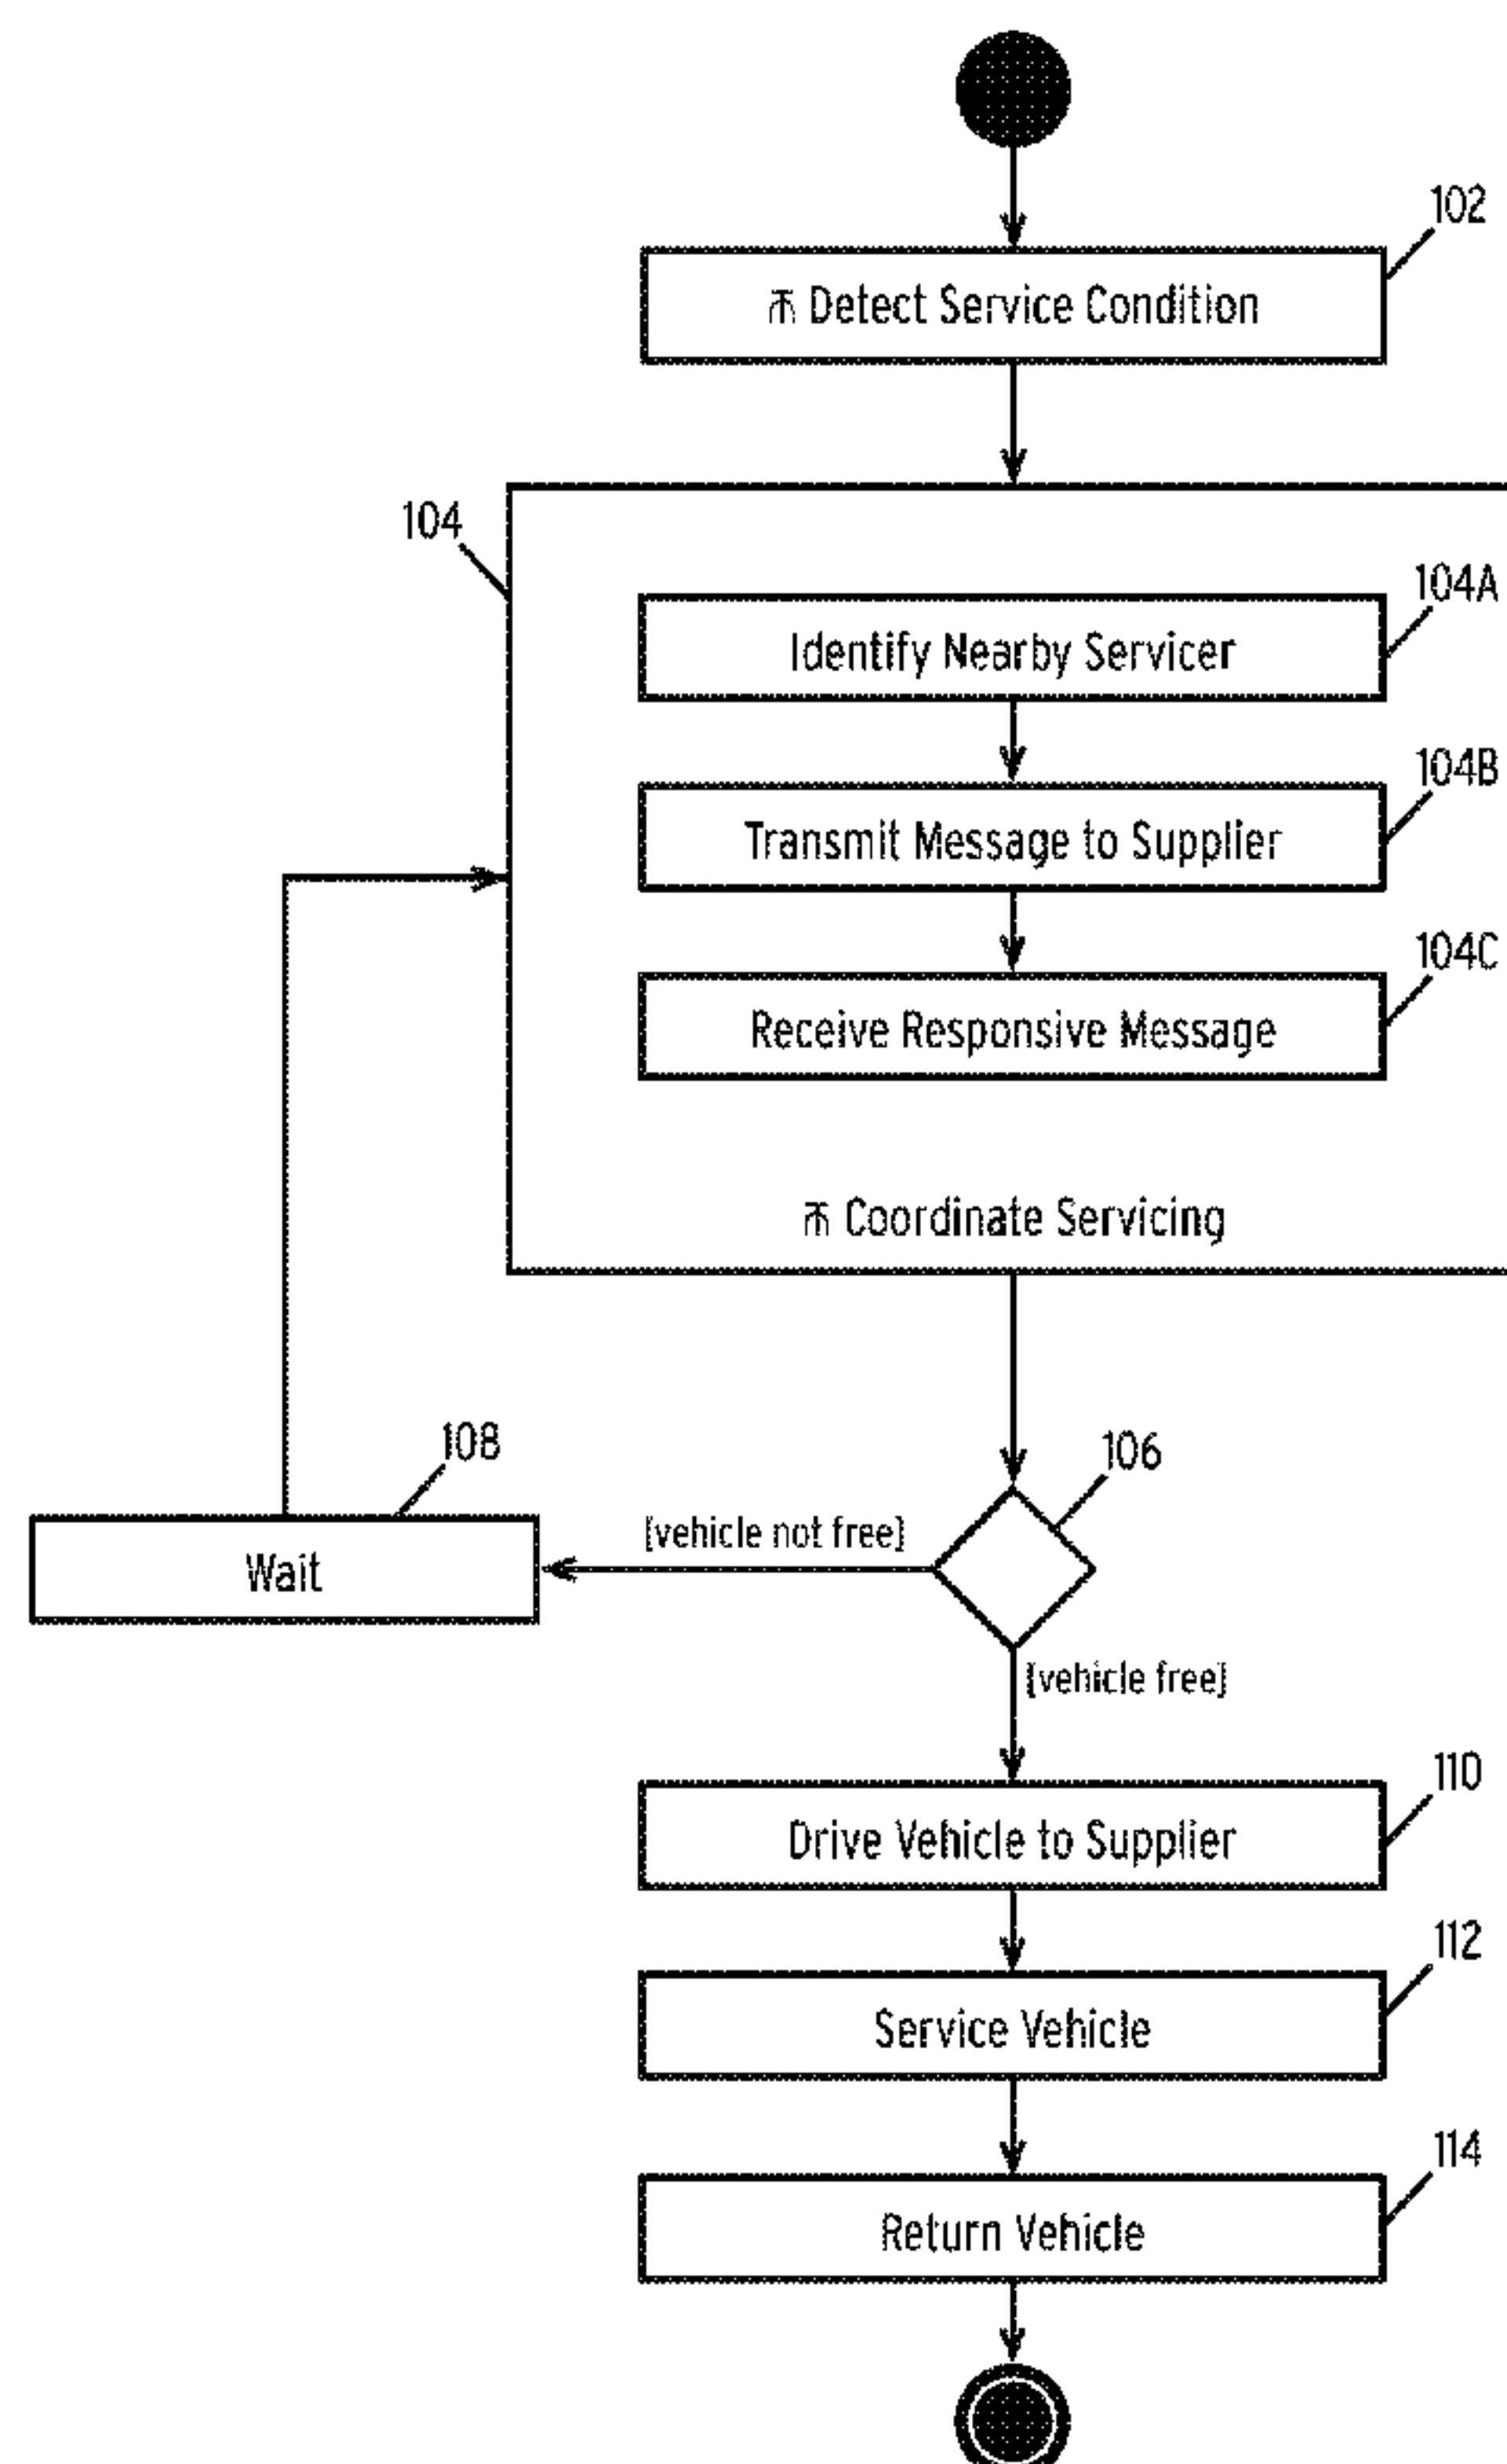 102
Detect Service Condition
104
104A
Identify Nearby Servicer
104B
Transmit Message to Supplier
104C
Receive Responsive Message
Coordinate Servicing
108
106
[vehicle not free]
Wait
[vehicle free]
110
Drive Vehicle to Supplier
112
Service Vehicle
114
Return Vehicle